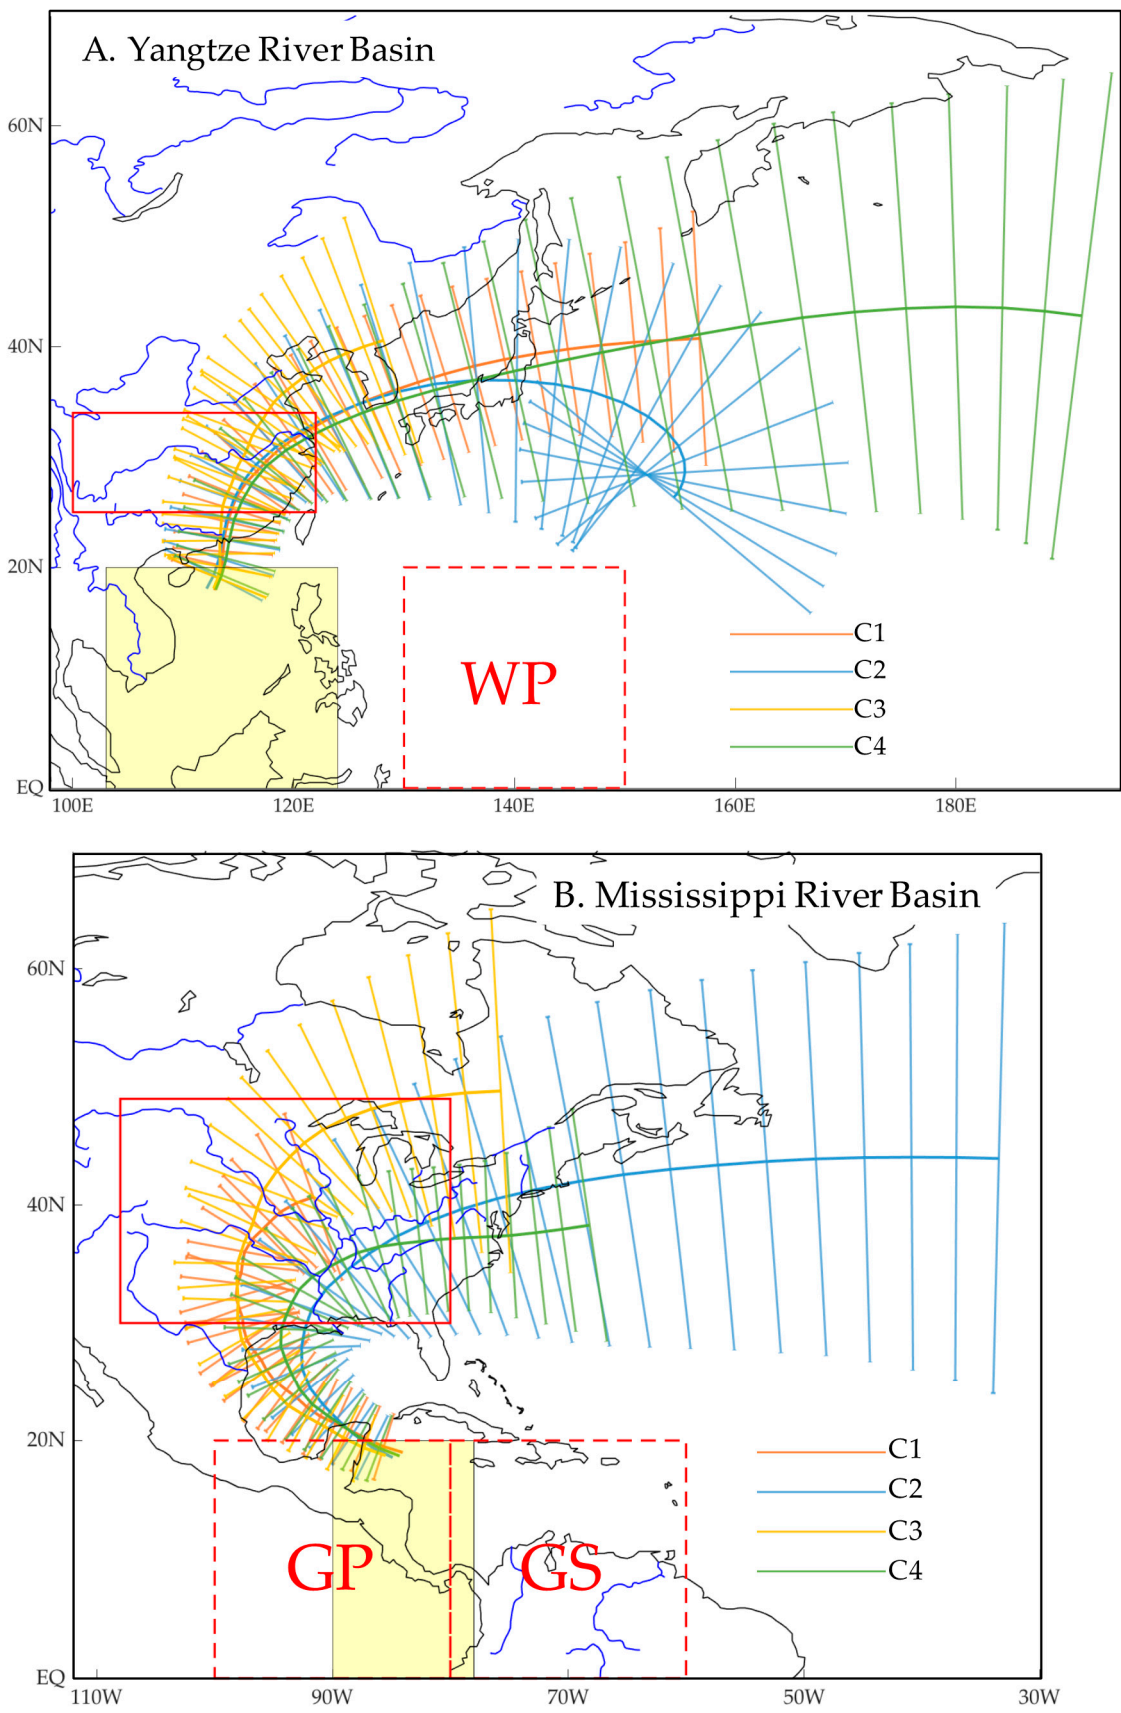 A. Yangtze River Basin
60N
40N
20N
WP
C1
C2
C3
C4
EQ
100E 120E 140E 160E 180E
B. Mississippi River Basin
60N
40N
20N
C1
C2
C3
GP GS C4
EQ
110W 90W 70W 50W 30W